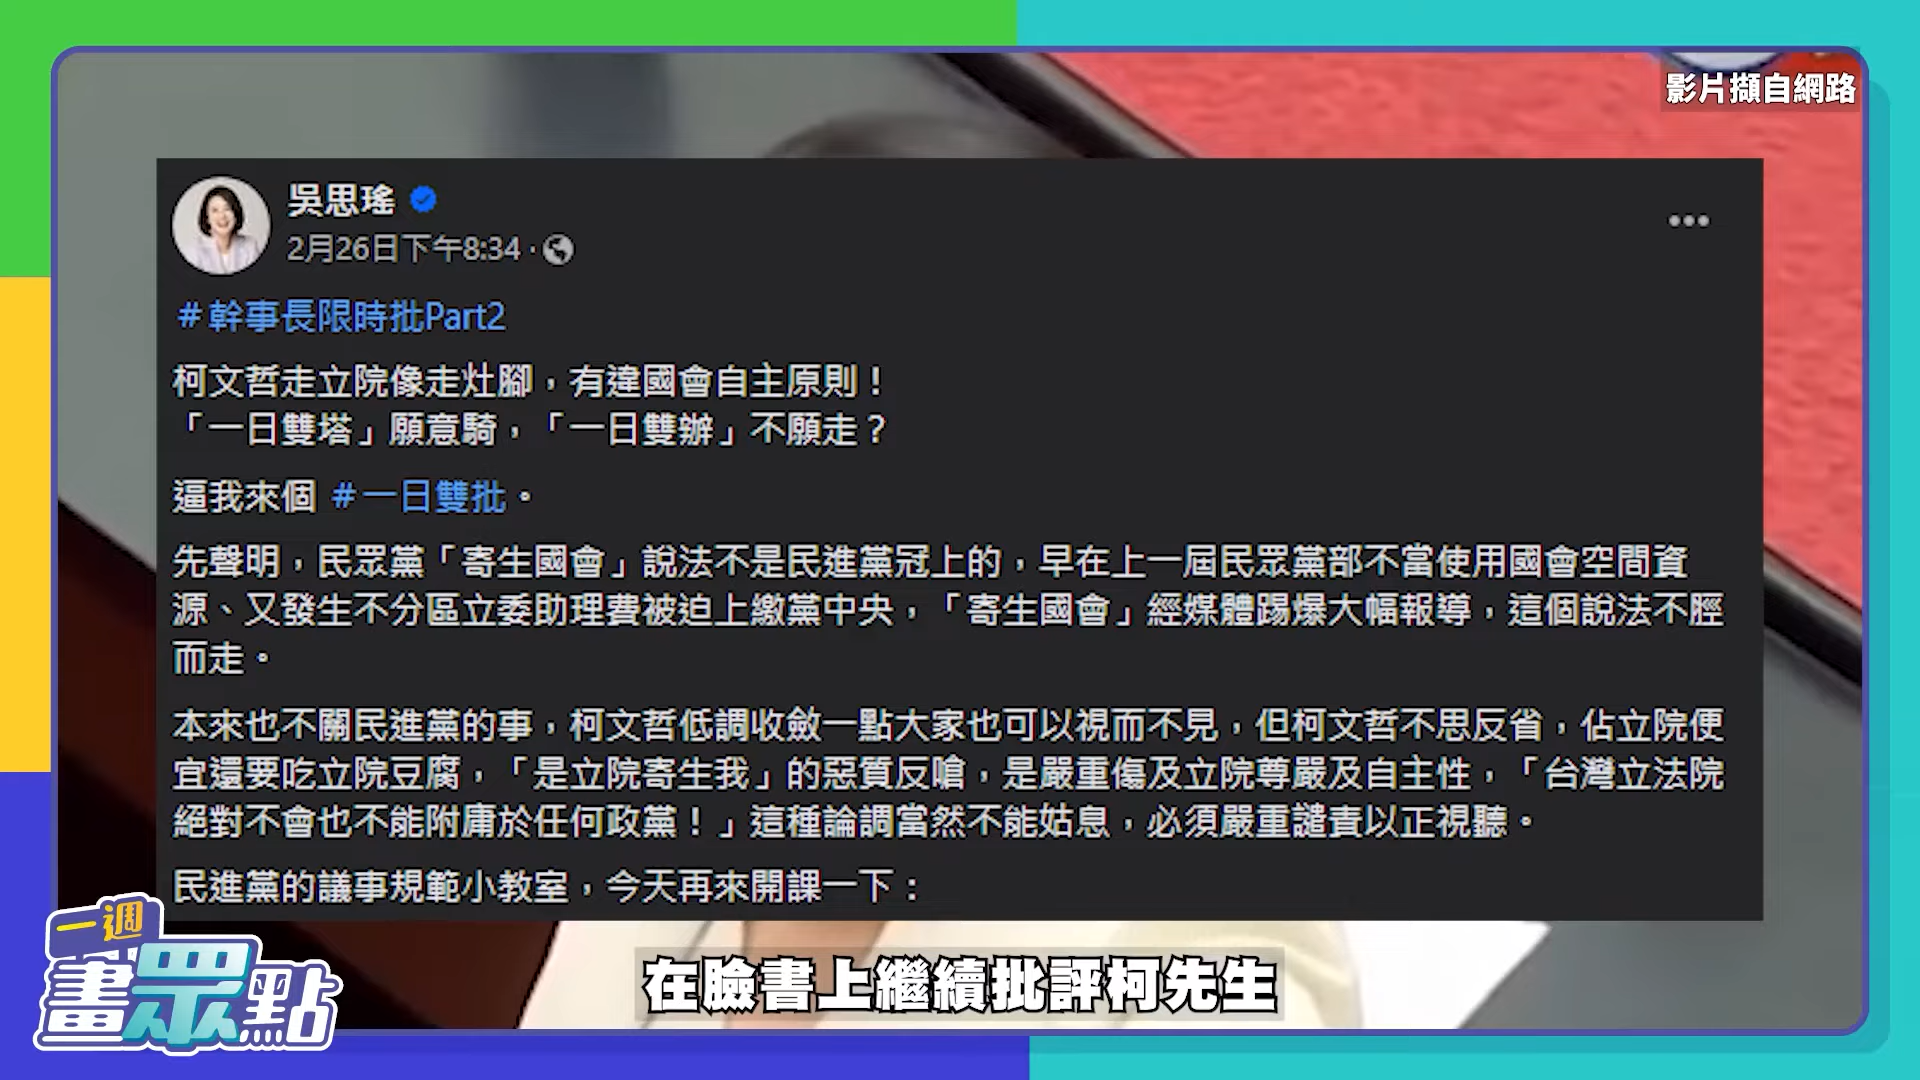 影片擷自網路
吳思瑤
2月26日下午8:34 ·
#幹事長限時批Part2
柯文哲走立院像走灶腳，有違國會自主原則！
「一日雙塔」願意騎，「一日雙辦」不願走？
逼我來個 #一日雙批。
先聲明，民眾黨「寄生國會」說法不是民進黨冠上的，早在上一屆民眾黨部不當使用國會空間資
源、又發生不分區立委助理費被迫上繳黨中央，「寄生國會」經媒體踢爆大幅報導，這個說法不脛
而走。
本來也不關民進黨的事，柯文哲低調收斂一點大家也可以視而不見，但柯文哲不思反省，佔立院便
宜還要吃立院豆腐，「是立院寄生我」的惡質反嗆，是嚴重傷及立院尊嚴及自主性，「台灣立法院
絕對不會也不能附庸於任何政黨！」這種論調當然不能姑息，必須嚴重譴責以正視聽。
民進黨的議事規範小教室，今天再來開課一下：
一週
畫眾點
在臉書上繼續批評柯先生